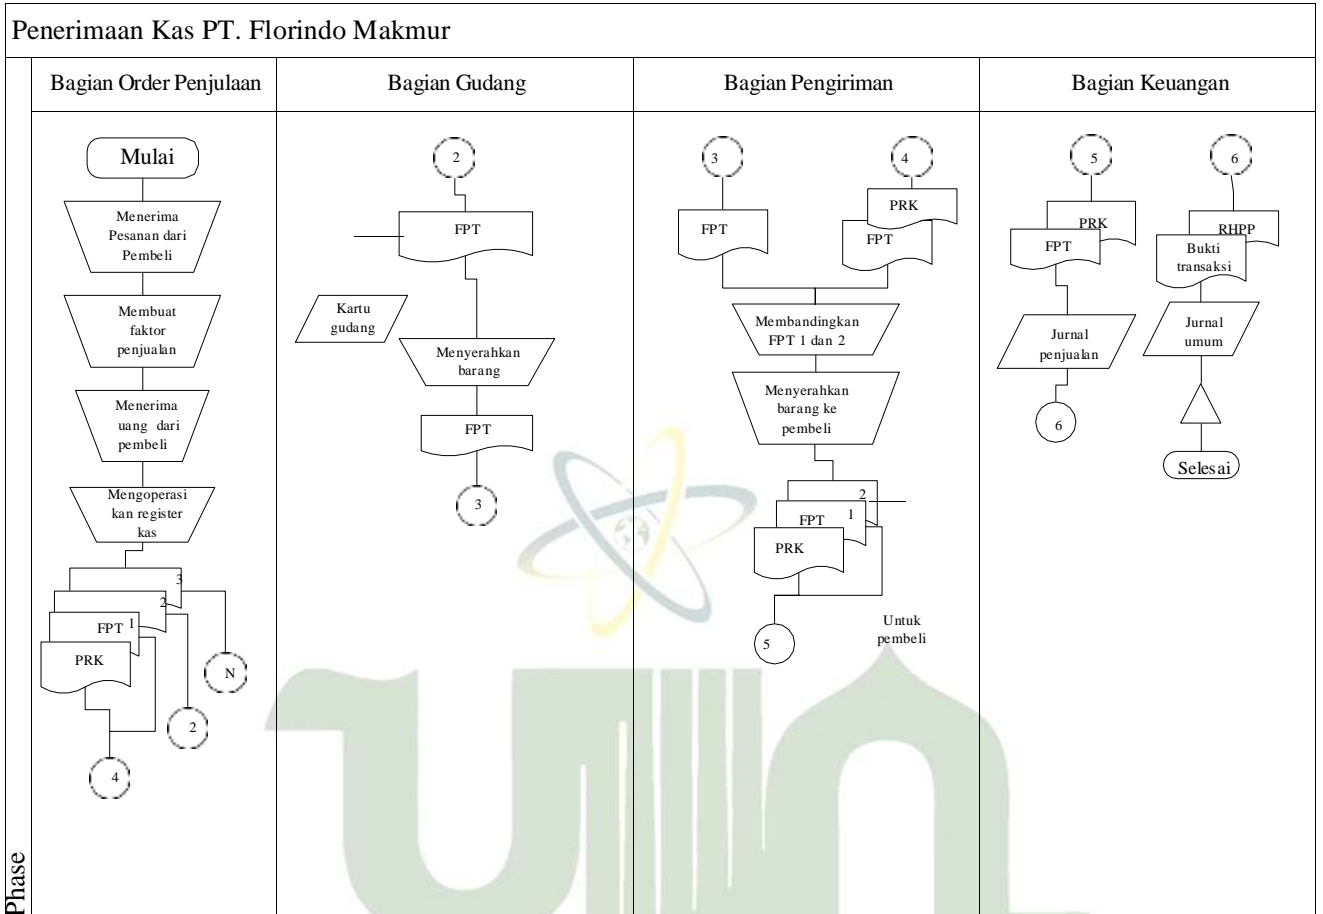 Penerimaan Kas PT. Florindo Makmur
Phase
Bagian Order Penjulaan
Bagian Gudang
Bagian Pengiriman
Bagian Keuangan
Mulai
Menerima
Pesanan dari
Pembeli
Membuat
faktor
penjualan
Menerima
uang dari
pembeli
Mengoperasi
kan register
kas
3
2
FPT 1
PRK
N
2
4
2
FPT
Kartu
gudang
Menyerahkan
barang
FPT
3
3
4
FPT
PRK
FPT
Membandingkan
FPT 1 dan 2
Menyerahkan
barang ke
pembeli
2
FPT 1
PRK
5
Untuk
pembeli
5
PRK
FPT
Jurnal
penjualan
6
6
RHPP
Bukti
transaksi
Jurnal
umum
Selesai